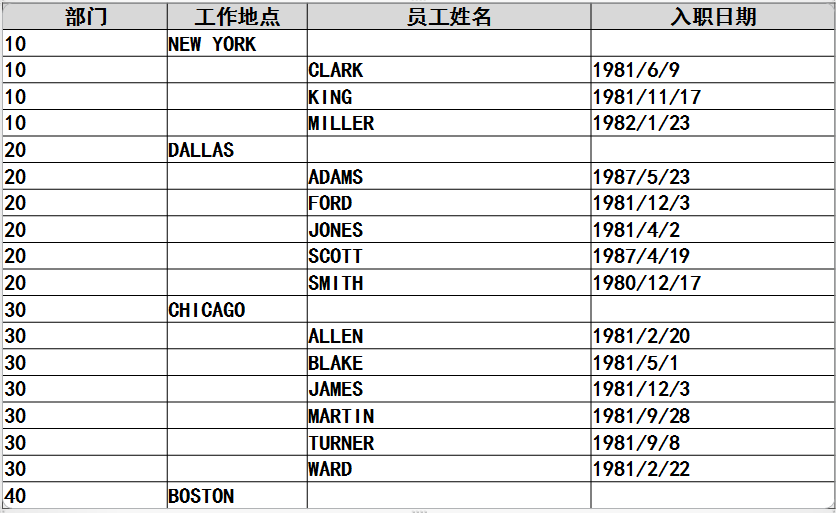 部门 工作地点 员工姓名 入职日期
10 NEW YORK
10 CLARK 1981/6/9
10 KING 1981/11/17
10 MILLER 1982/1/23
20 DALLAS
20 ADAMS 1987/5/23
20 FORD 1981/12/3
20 JONES 1981/4/2
20 SCOTT 1987/4/19
20 SMITH 1980/12/17
30 CHICAGO
30 ALLEN 1981/2/20
30 BLAKE 1981/5/1
30 JAMES 1981/12/3
30 MARTIN 1981/9/28
30 TURNER 1981/9/8
30 WARD 1981/2/22
40 BOSTON